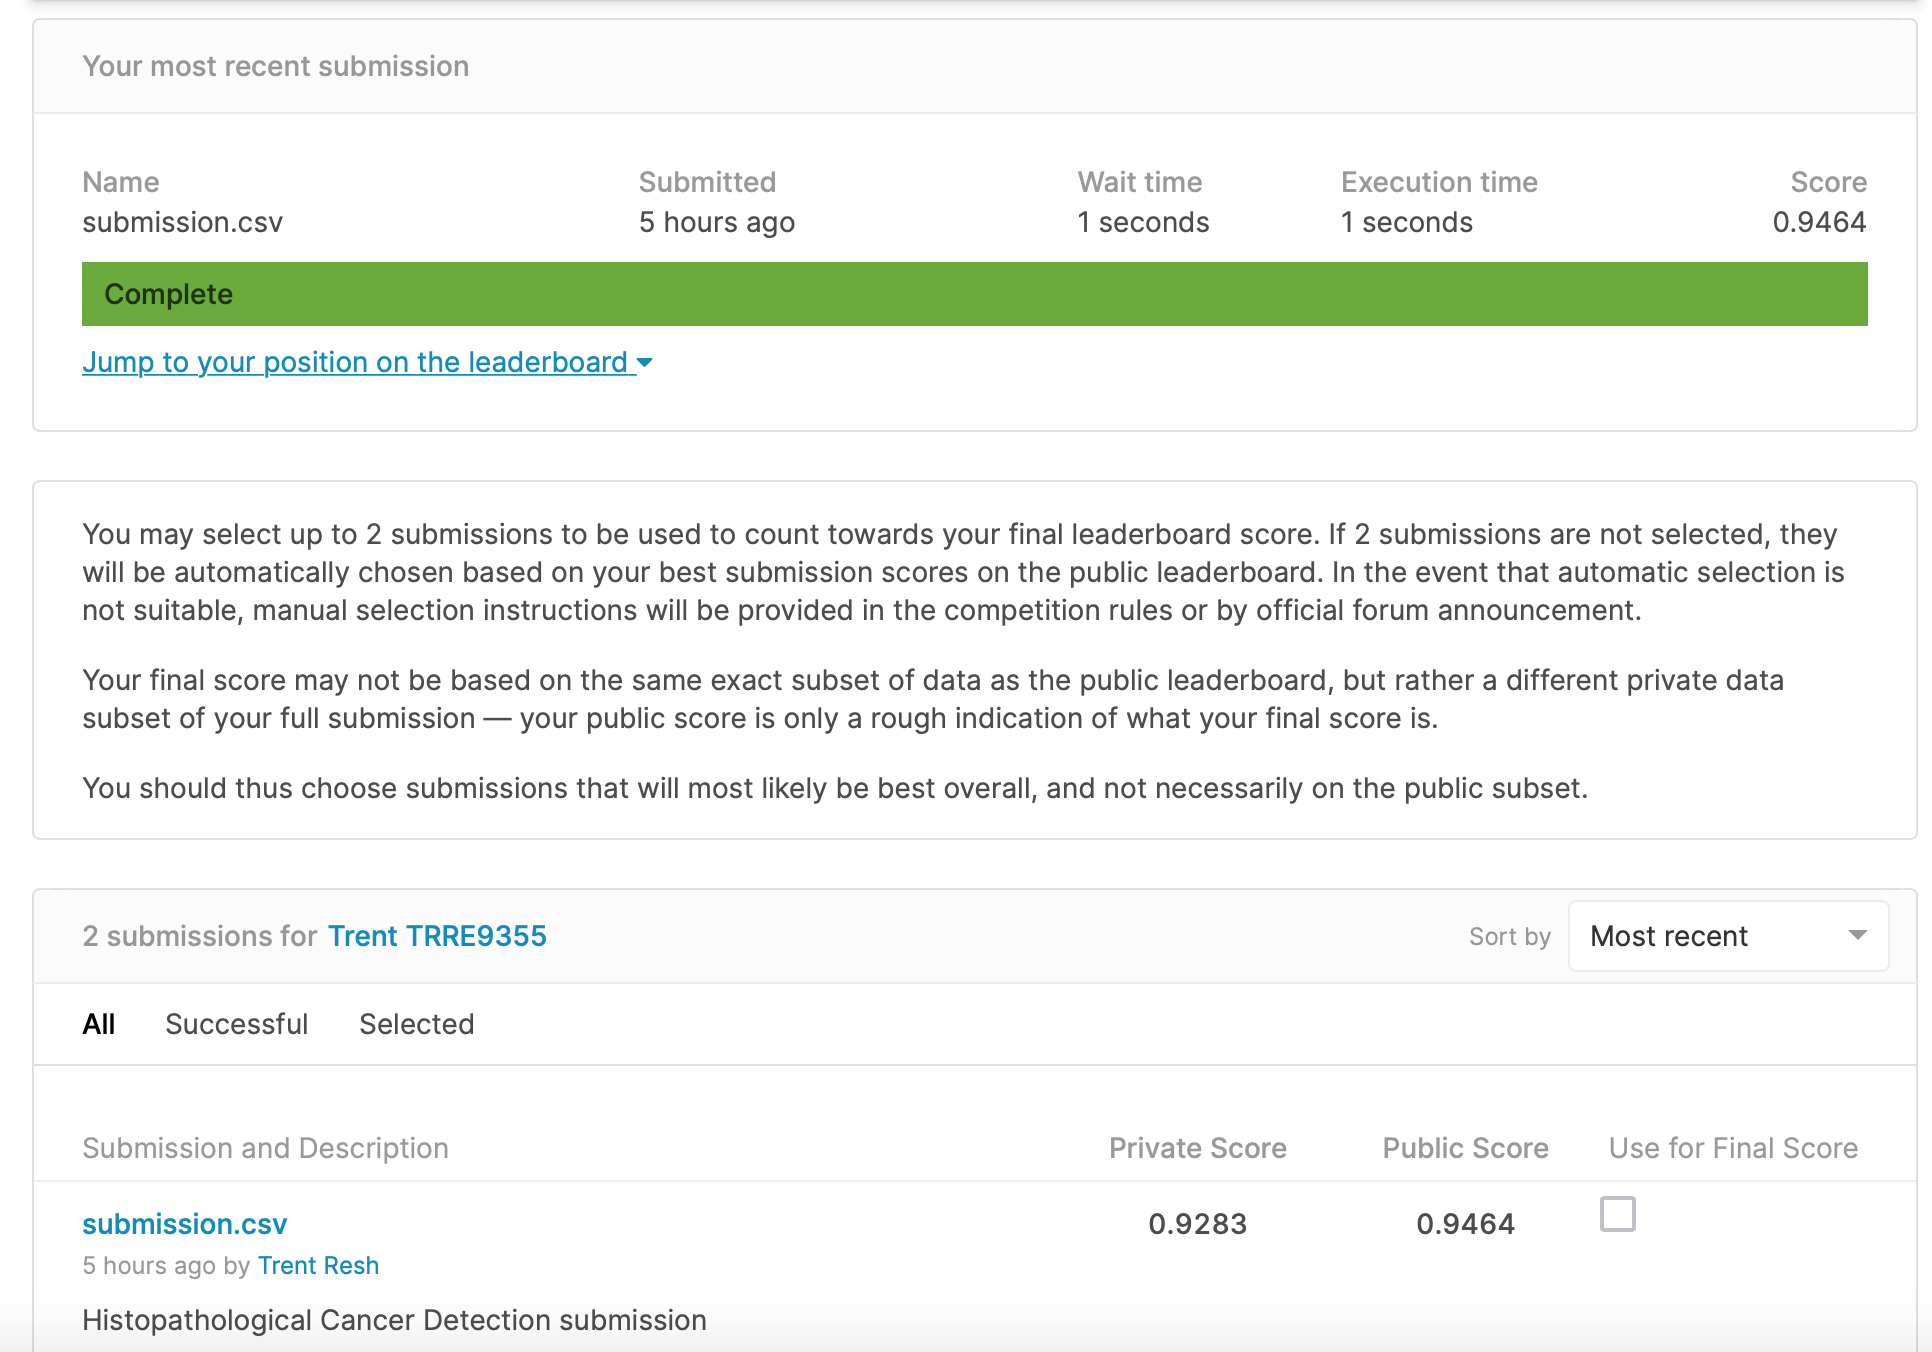 Your most recent submission
Name Submitted Wait time Execution time Score
submission.csv 5 hours ago 1 seconds 1 seconds 0.9464
Complete
Jump to your position on the leaderboard
You may select up to 2 submissions to be used to count towards your final leaderboard score. If 2 submissions are not selected, they
will be automatically chosen based on your best submission scores on the public leaderboard. In the event that automatic selection is
not suitable, manual selection instructions will be provided in the competition rules or by official forum announcement.
Your final score may not be based on the same exact subset of data as the public leaderboard, but rather a different private data
subset of your full submission — your public score is only a rough indication of what your final score is.
You should thus choose submissions that will most likely be best overall, and not necessarily on the public subset.
2 submissions for Trent TRRE9355 Sort by Most recent
All Successful Selected
Submission and Description Private Score Public Score Use for Final Score
submission.csv 0.9283 0.9464
5 hours ago by Trent Resh
Histopathological Cancer Detection submission